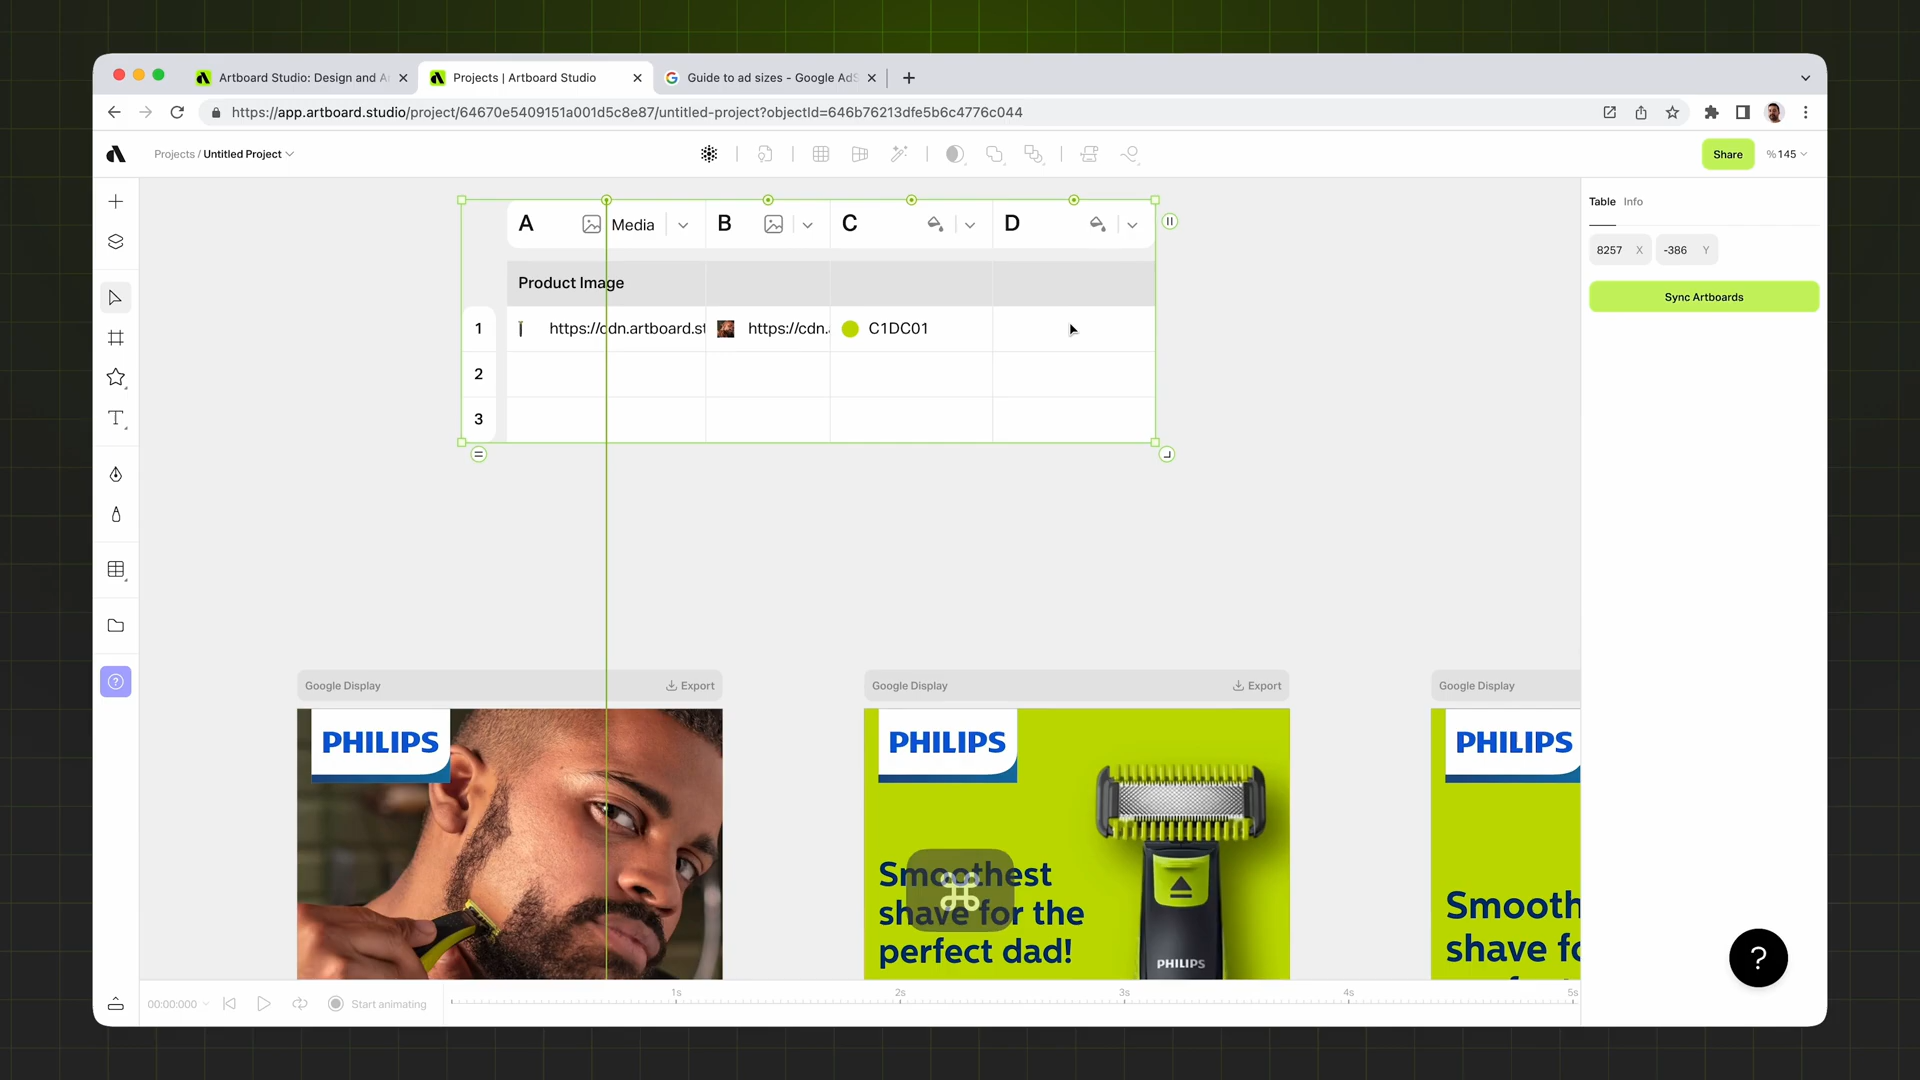 Artboard Studio: Design and A
Projects | Artboard Studio
Guide to ad sizes - Google AdS
https://app.artboard.studio/project/64670e5409151a001d5c8e87/untitled-project?objectId=646b76213dfe5b6c4776c044
Projects / Untitled Project
Share
%145
Table Info
8257 X -386 Y
Sync Artboards
A Media B C D
Product Image
1 https://cdn.artboard.st https://cdn. C1DC01
2
3
Google Display Export
Google Display Export
Google Display
PHILIPS
PHILIPS
Smoothest
shave for the
perfect dad!
PHILIPS
PHILIPS
Smooth
shave fo
?
00:00:000 Start animating 1s 2s 3s 4s 5s